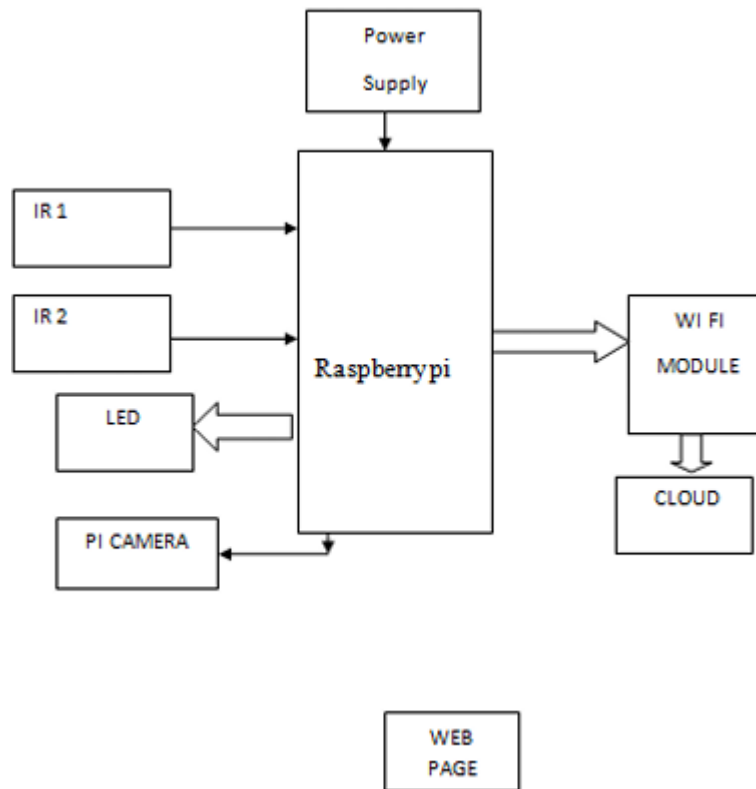 Power
Supply
IR 1
IR 2
Raspberrypi
WI FI
MODULE
LED
CLOUD
PI CAMERA
WEB
PAGE